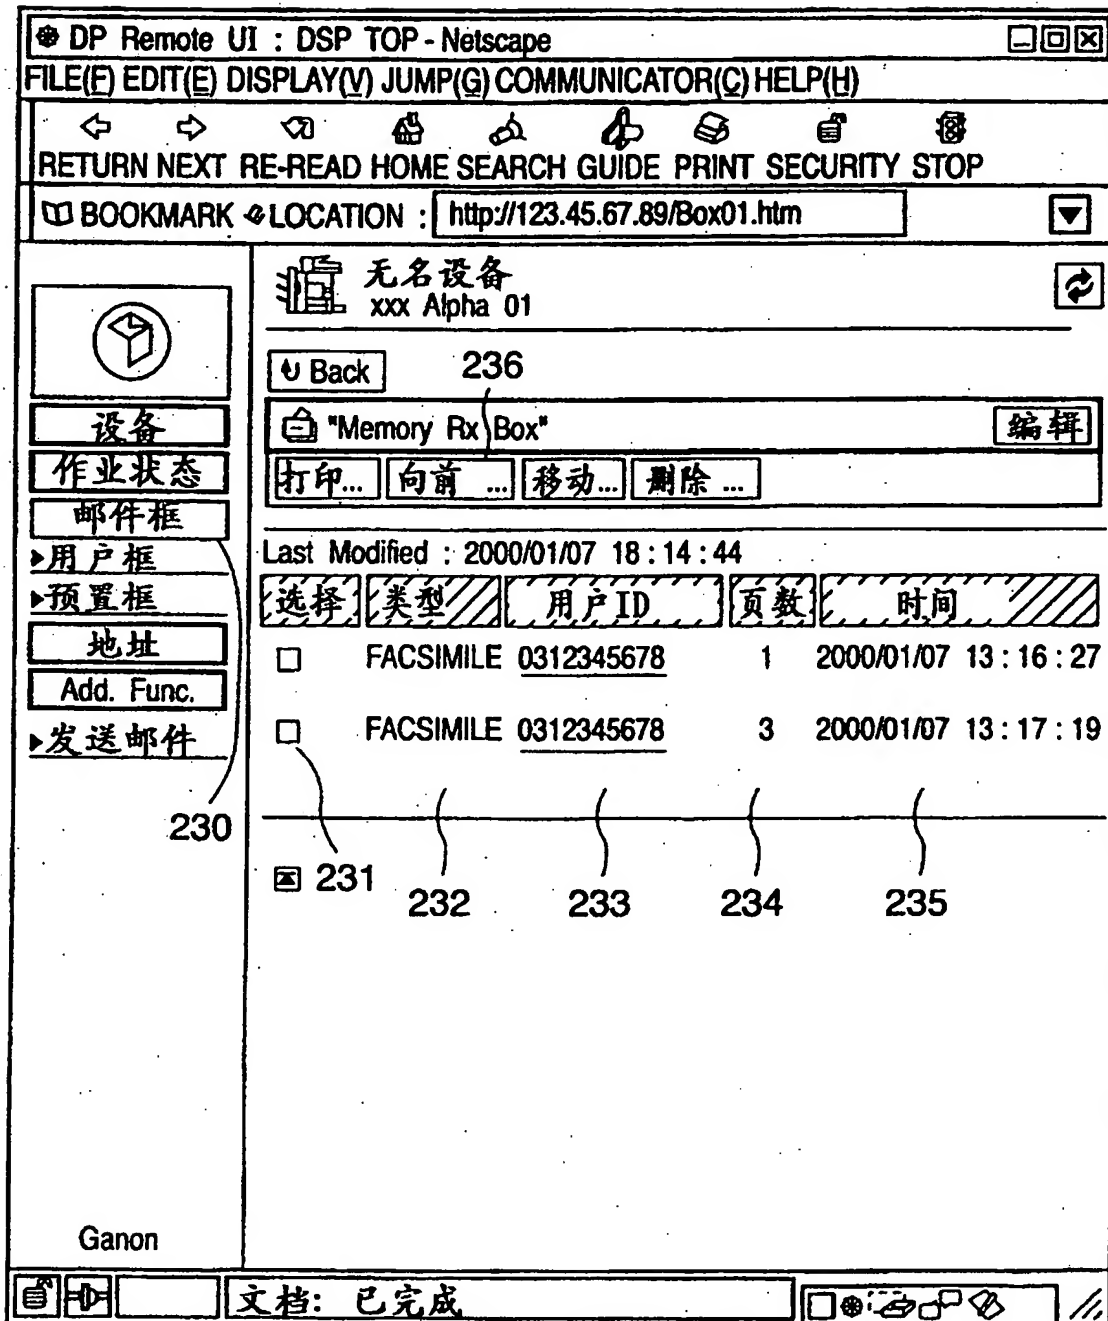 DP Remote UI : DSP TOP - Netscape
FILE(F) EDIT(E) DISPLAY(V) JUMP(G) COMMUNICATOR(C) HELP(H)
RETURN NEXT RE-READ HOME SEARCH GUIDE PRINT SECURITY STOP
BOOKMARK LOCATION : http://123.45.67.89/Box01.htm
无名设备
xxx Alpha 01
Back 236
设备
"Memory Rx Box" 编辑
作业状态
打印... 向前 ... 移动... 删除 ...
邮件框
用户框
Last Modified : 2000/01/07 18 : 14 : 44
预置框
选择 类型 用户ID 页数 时间
地址
FACSIMILE 0312345678 1 2000/01/07 13 : 16 : 27
Add. Func.
发送邮件
FACSIMILE 0312345678 3 2000/01/07 13 : 17 : 19
230
231 232 233 234 235
Ganon
文档: 已完成